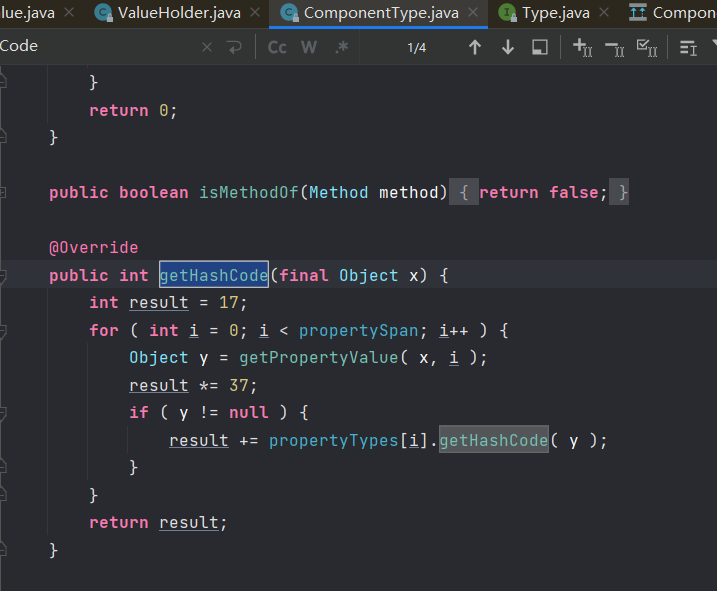 lue.java × ValueHolder.java × ComponentType.java × Type.java × Compon
Code × Cc W .* 1/4
}
return 0;
}
public boolean isMethodOf(Method method) { return false; }
@Override
public int getHashCode(final Object x) {
int result = 17;
for ( int i = 0; i < propertySpan; i++ ) {
Object y = getPropertyValue( x, i );
result *= 37;
if ( y != null ) {
result += propertyTypes[i].getHashCode( y );
}
}
return result;
}